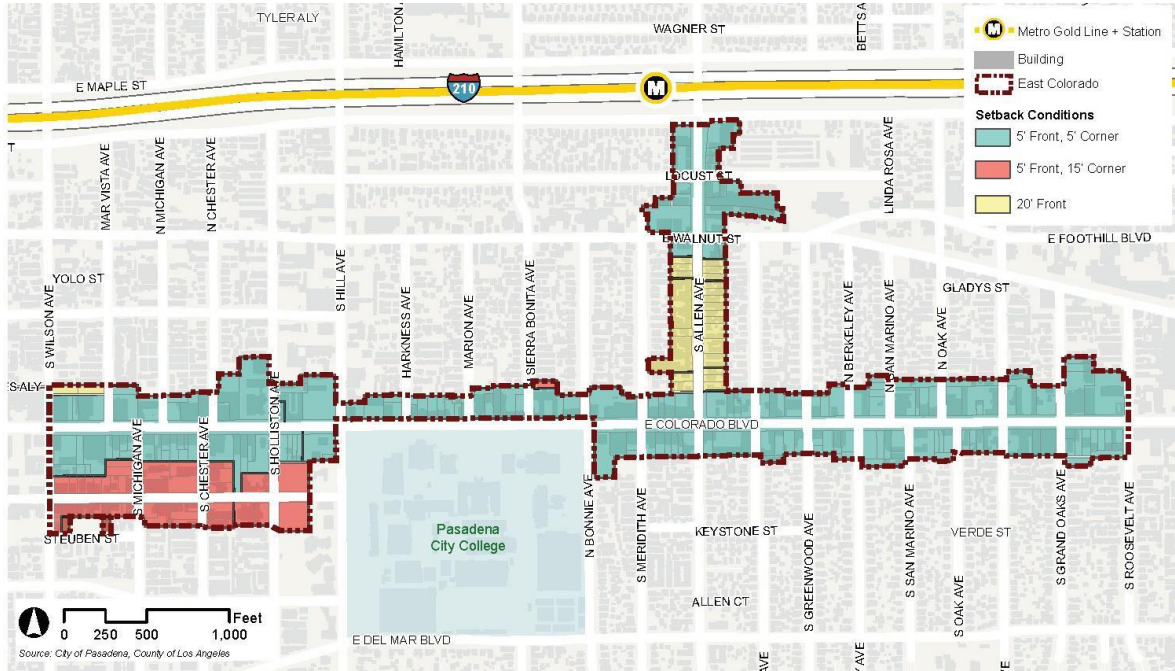 TYLER ALY
HAMILTON A
WAGNER ST
BETTS A
M
Metro Gold Line + Station
Building
East Colorado
Setback Conditions
5' Front, 5' Corner
5' Front, 15' Corner
20' Front
E MAPLE ST
210
M
T
MAR VISTA AVE
N MICHIGAN AVE
N CHESTER AVE
LOCUST ST
LINDA ROSA AVE
E WALNUT ST
E FOOTHILL BLVD
YOLO ST
S HILL AVE
GLADYS ST
S WILSON AVE
HARKNESS AVE
MARION AVE
SIERRA BONITA AVE
S ALLEN AVE
N BERKELEY AVE
N SAN MARINO AVE
N OAK AVE
S ALY
S HOLLISTON AVE
E COLORADO BLVD
S MICHIGAN AVE
S CHESTER AVE
Pasadena
City College
N BONNIE AVE
S MERIDITH AVE
KEYSTONE ST
S GREENWOOD AVE
S SAN MARINO AVE
VERDE ST
S OAK AVE
S GRAND OAKS AVE
S ROOSEVELT AVE
STEUBEN ST
ALLEN CT
E DEL MAR BLVD
Feet
0 250 500 1,000
Source: City of Pasadena, County of Los Angeles
AVE
AVE
AVE